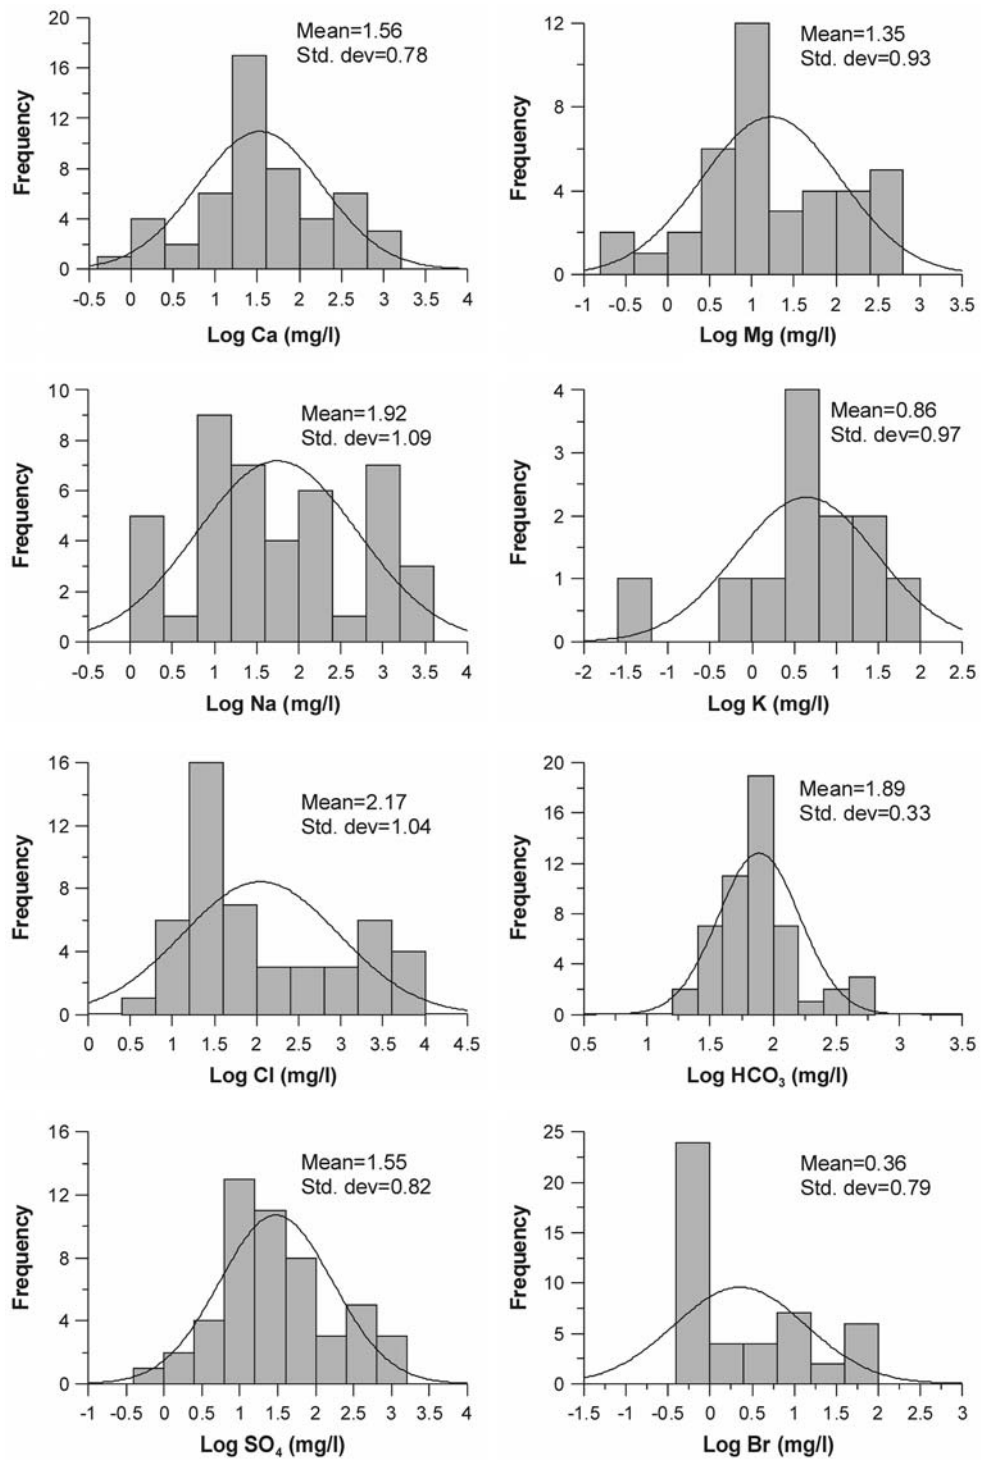 20
16
12
8
4
0
Frequency
Mean=1.56
Std. dev=0.78
-0.5 0 0.5 1 1.5 2 2.5 3 3.5 4
Log Ca (mg/l)
12
8
4
0
Frequency
Mean=1.35
Std. dev=0.93
-1 -0.5 0 0.5 1 1.5 2 2.5 3 3.5
Log Mg (mg/l)
10
8
6
4
2
0
Frequency
Mean=1.92
Std. dev=1.09
-0.5 0 0.5 1 1.5 2 2.5 3 3.5 4
Log Na (mg/l)
4
3
2
1
0
Frequency
Mean=0.86
Std. dev=0.97
-2 -1.5 -1 -0.5 0 0.5 1 1.5 2 2.5
Log K (mg/l)
16
12
8
4
0
Frequency
Mean=2.17
Std. dev=1.04
0 0.5 1 1.5 2 2.5 3 3.5 4 4.5
Log Cl (mg/l)
20
16
12
8
4
0
Frequency
Mean=1.89
Std. dev=0.33
0.5 1 1.5 2 2.5 3 3.5
Log HCO₃ (mg/l)
16
12
8
4
0
Frequency
Mean=1.55
Std. dev=0.82
-1 -0.5 0 0.5 1 1.5 2 2.5 3 3.5 4
Log SO₄ (mg/l)
25
20
15
10
5
0
Frequency
Mean=0.36
Std. dev=0.79
-1.5 -1 -0.5 0 0.5 1 1.5 2 2.5 3
Log Br (mg/l)